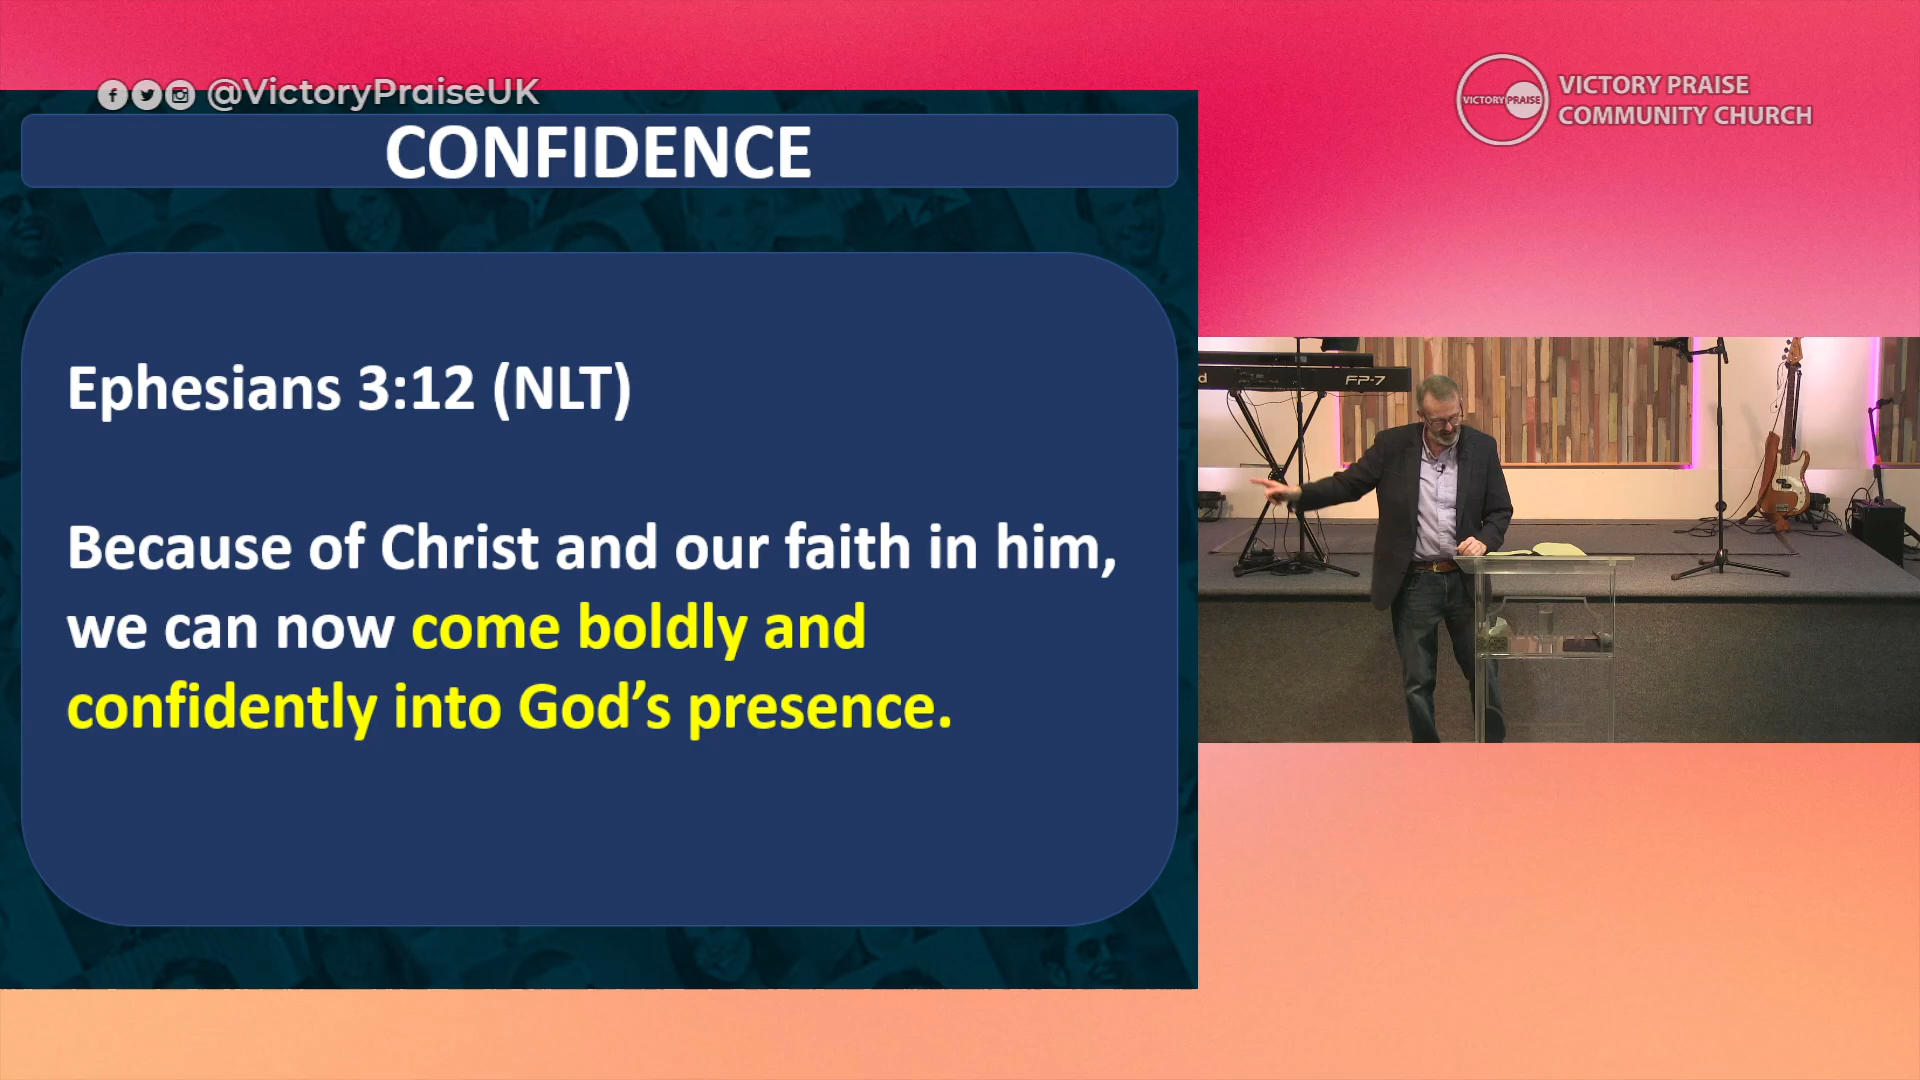 @VictoryPraiseUK
VICTORY PRAISE
VICTORY PRAISE
COMMUNITY CHURCH
CONFIDENCE
Ephesians 3:12 (NLT)
Because of Christ and our faith in him,
we can now come boldly and
confidently into God’s presence.
d
FP-7